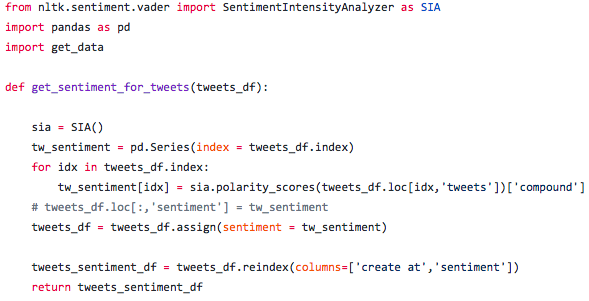 from nltk.sentiment.vader import SentimentIntensityAnalyzer as SIA
import pandas as pd
import get_data
def get_sentiment_for_tweets(tweets_df):
    sia = SIA()
    tw_sentiment = pd.Series(index = tweets_df.index)
    for idx in tweets_df.index:
        tw_sentiment[idx] = sia.polarity_scores(tweets_df.loc[idx,'tweets'])['compound']
    # tweets_df.loc[:,'sentiment'] = tw_sentiment
    tweets_df = tweets_df.assign(sentiment = tw_sentiment)
    tweets_sentiment_df = tweets_df.reindex(columns=['create at','sentiment'])
    return tweets_sentiment_df